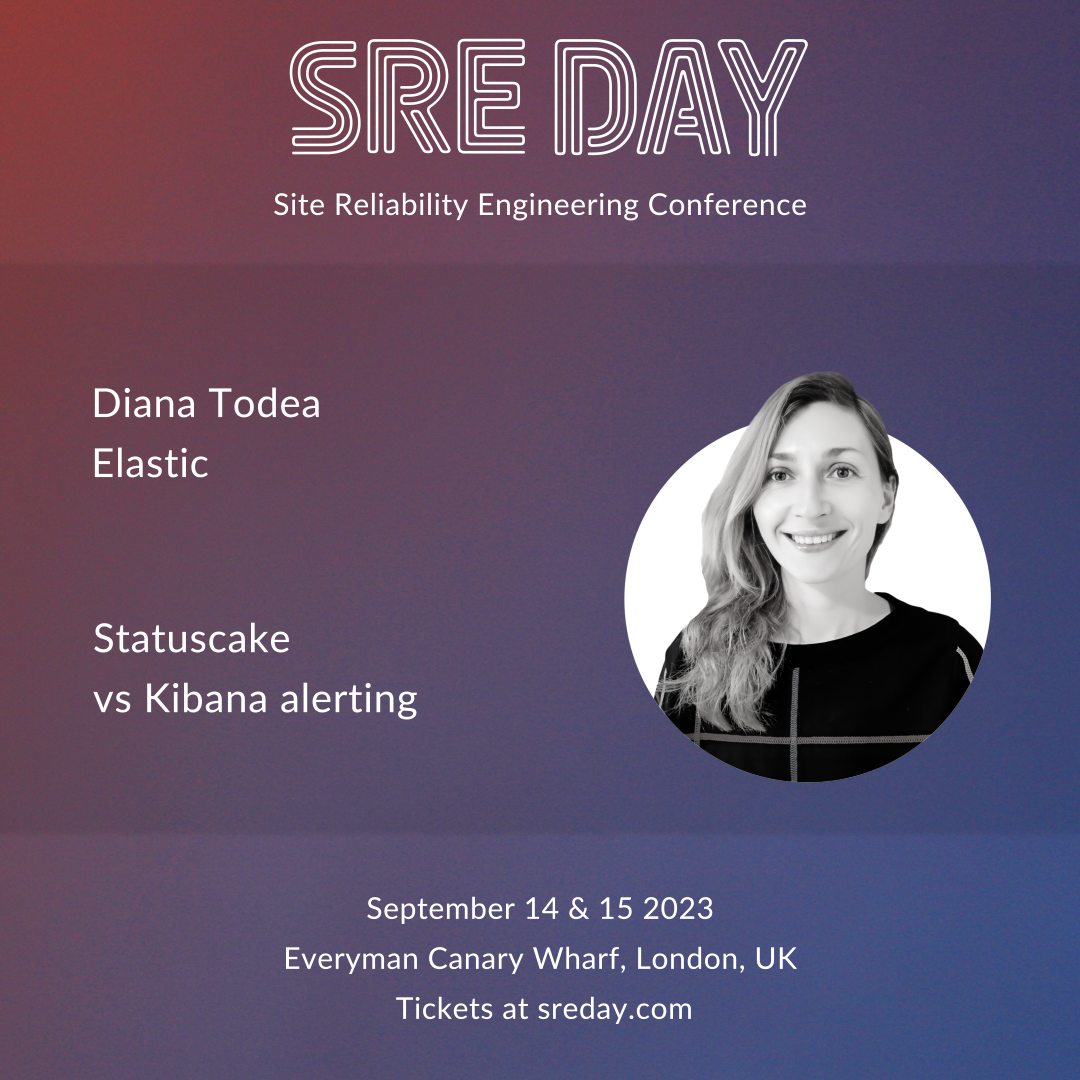 SRE DAY
Site Reliability Engineering Conference
Diana Todea
Elastic
Statuscake
vs Kibana alerting
September 14 & 15 2023
Everyman Canary Wharf, London, UK
Tickets at sreday.com